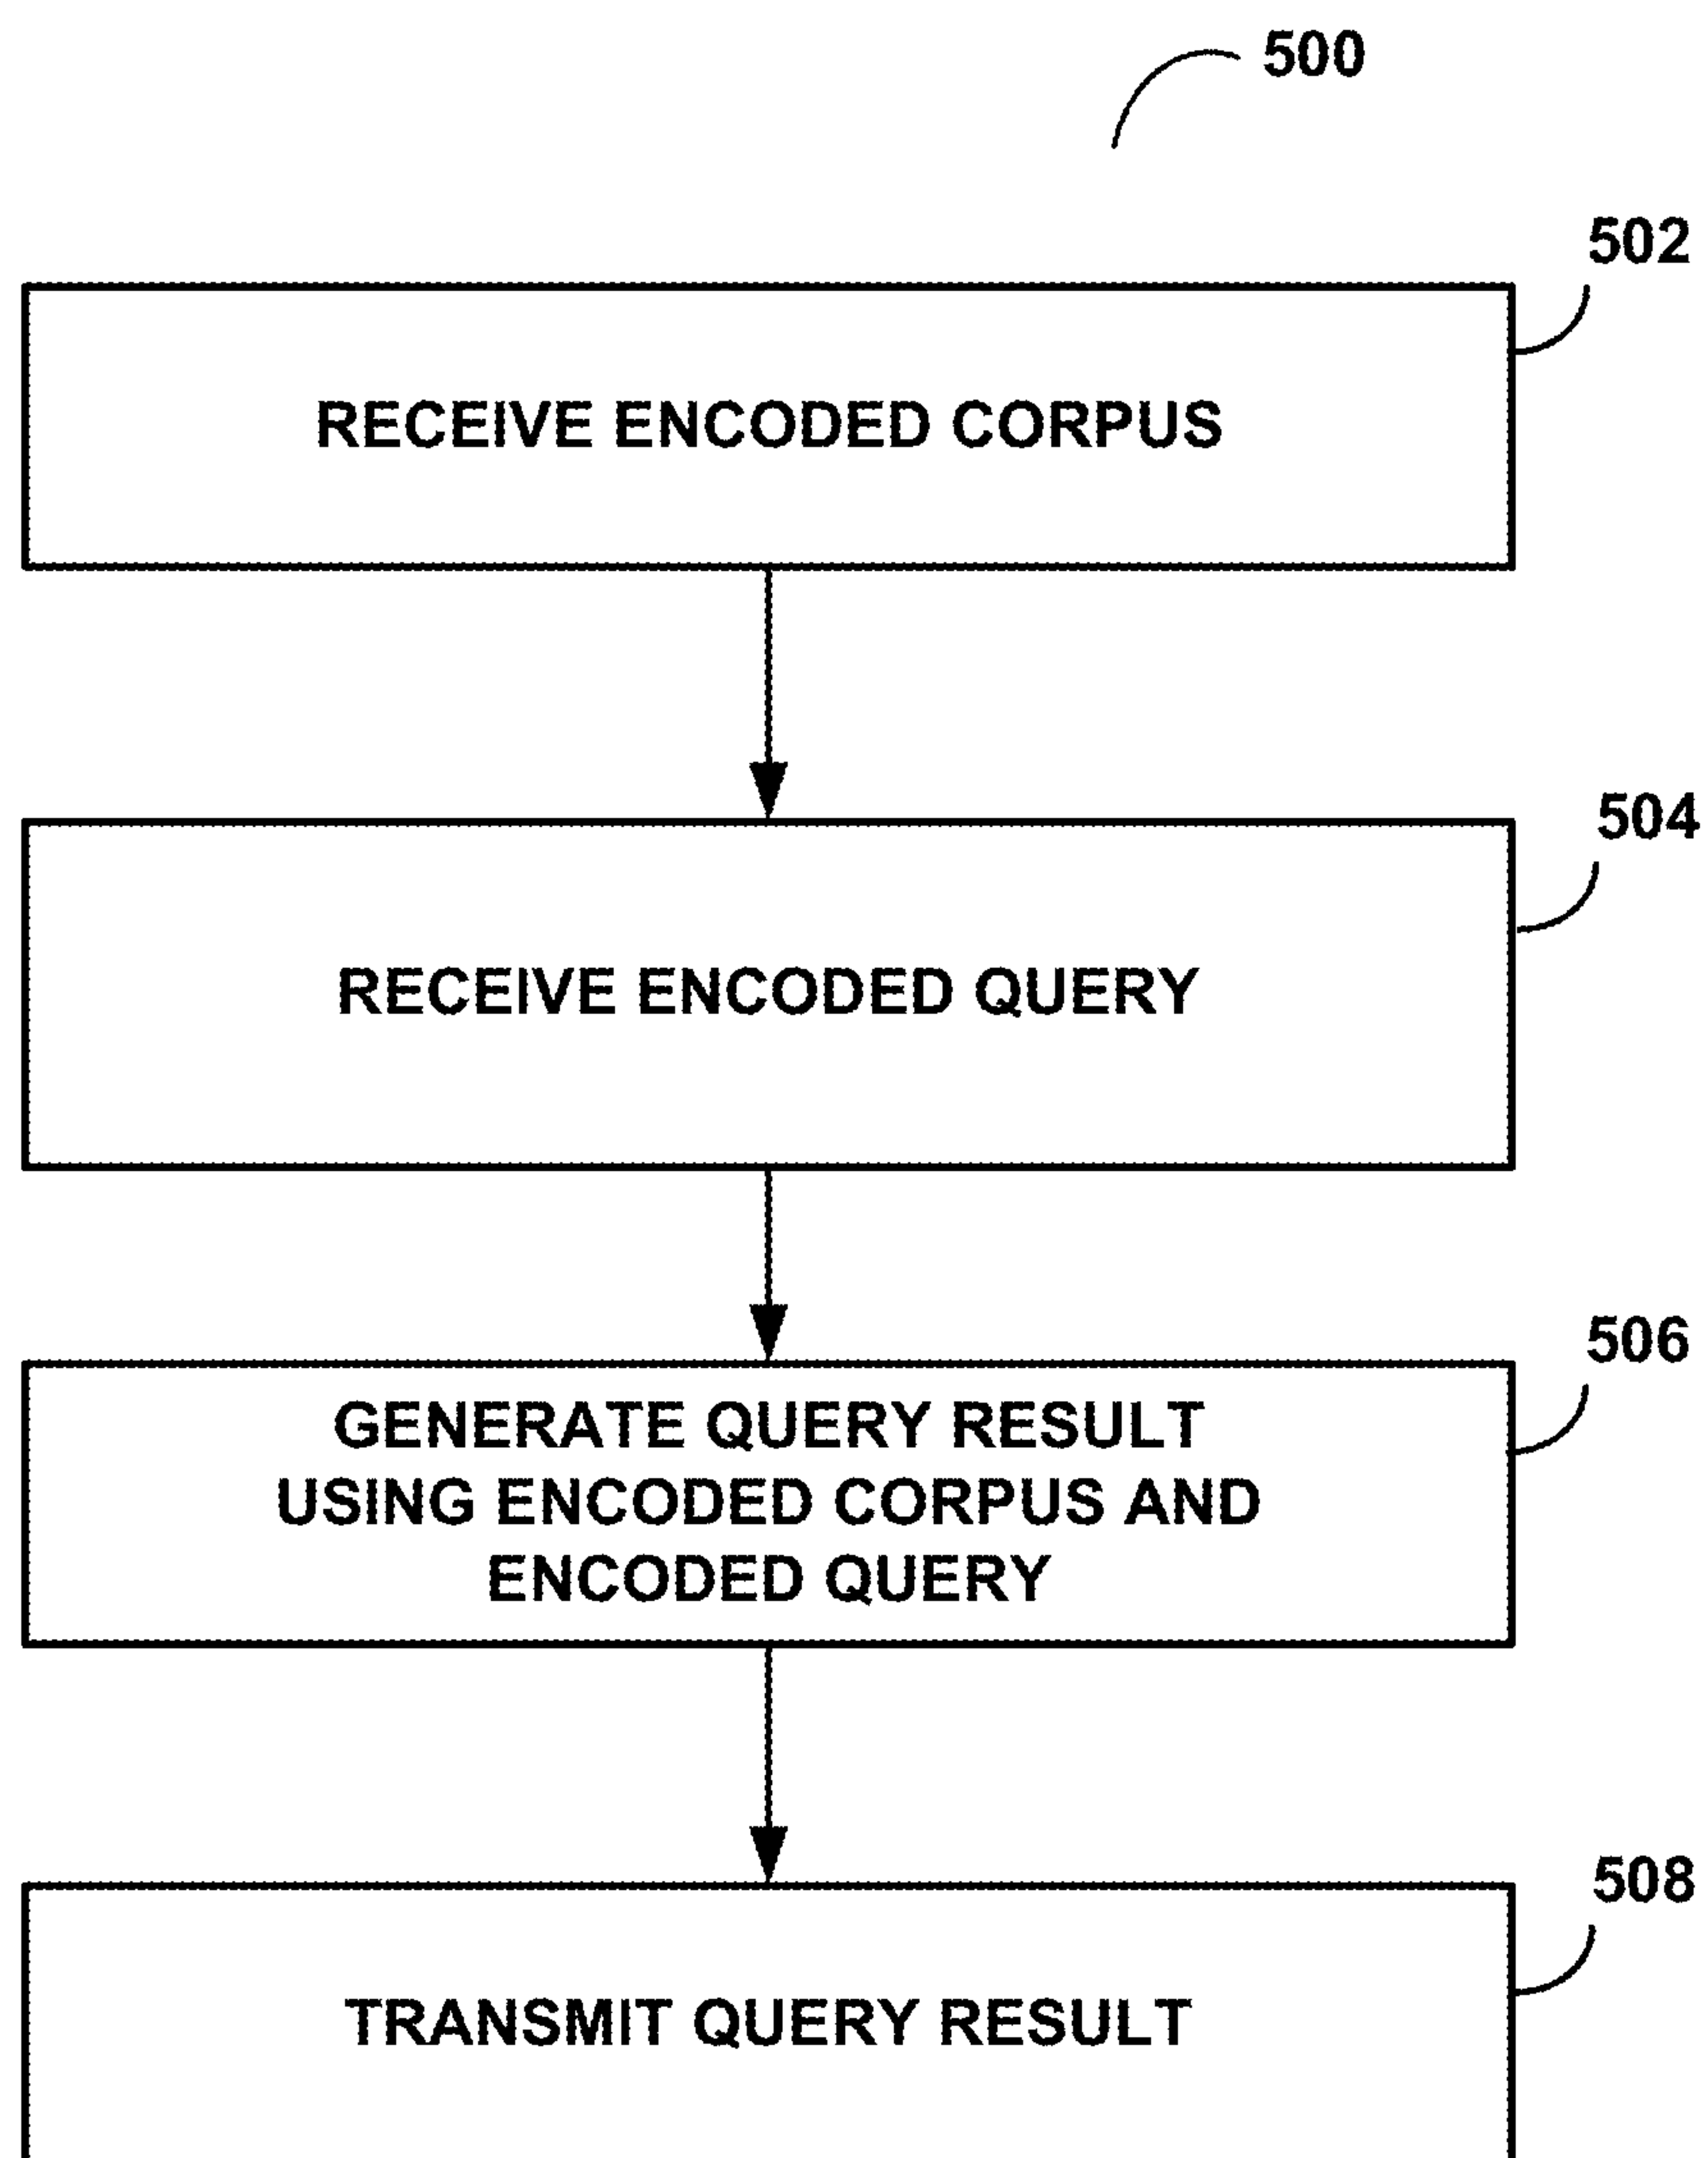 500
502
RECEIVE ENCODED CORPUS
504
RECEIVE ENCODED QUERY
506
GENERATE QUERY RESULT
USING ENCODED CORPUS AND
ENCODED QUERY
508
TRANSMIT QUERY RESULT